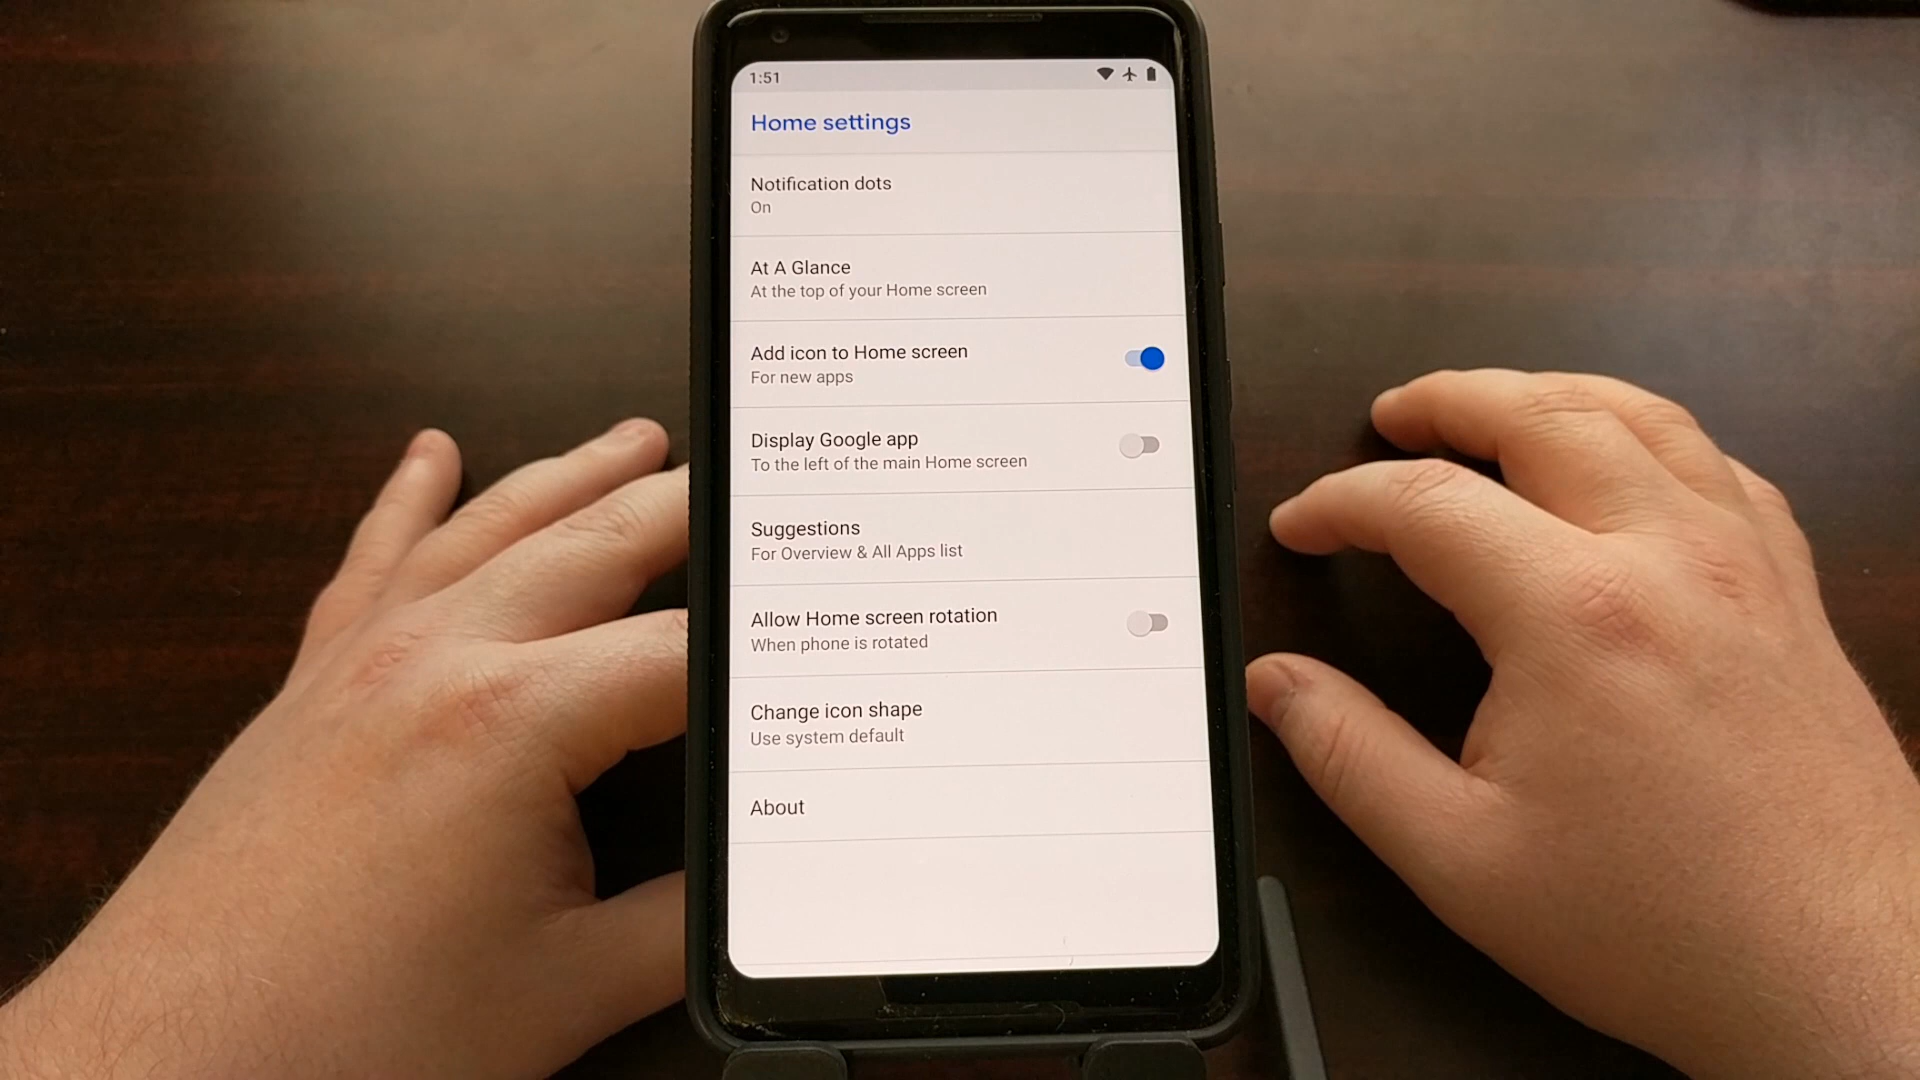 1:51
Home settings
Notification dots
On
At A Glance
At the top of your Home screen
Add icon to Home screen
For new apps
Display Google app
To the left of the main Home screen
Suggestions
For Overview & All Apps list
Allow Home screen rotation
When phone is rotated
Change icon shape
Use system default
About